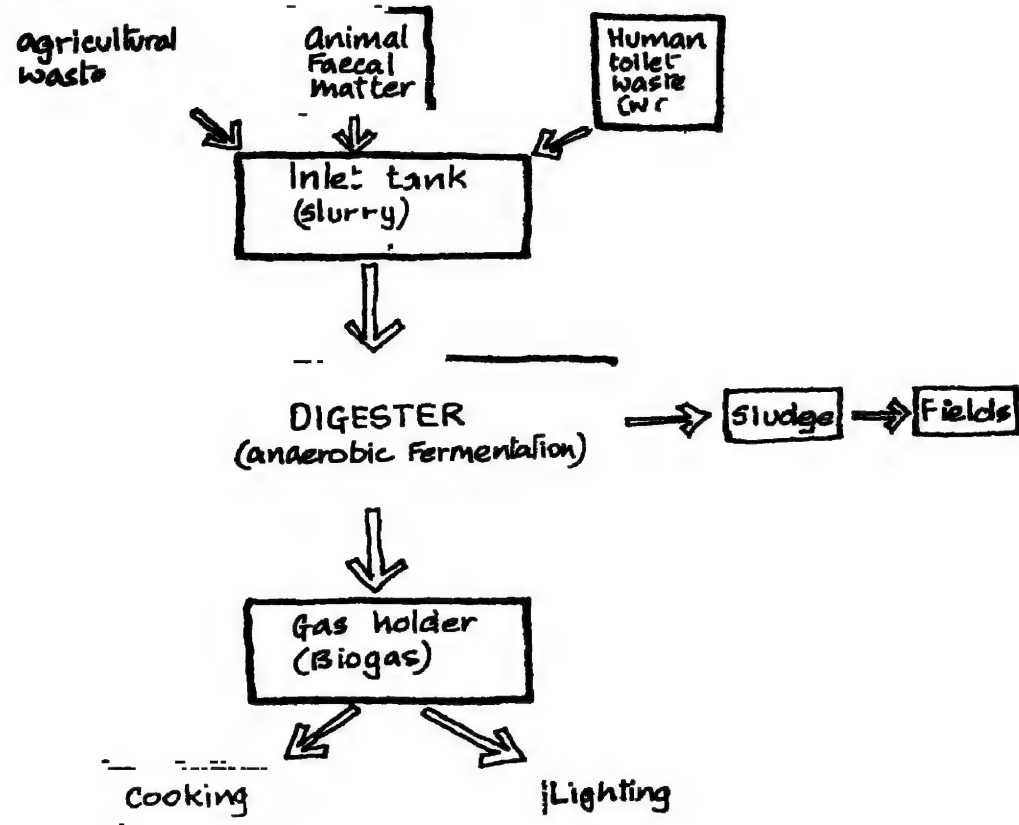 agricultural
waste
Animal
Faecal
matter
Human
toilet
waste
(wc
Inlet tank
(slurry)
DIGESTER
(anaerobic Fermentation)
Sludge
Fields
Gas holder
(Biogas)
Cooking
Lighting